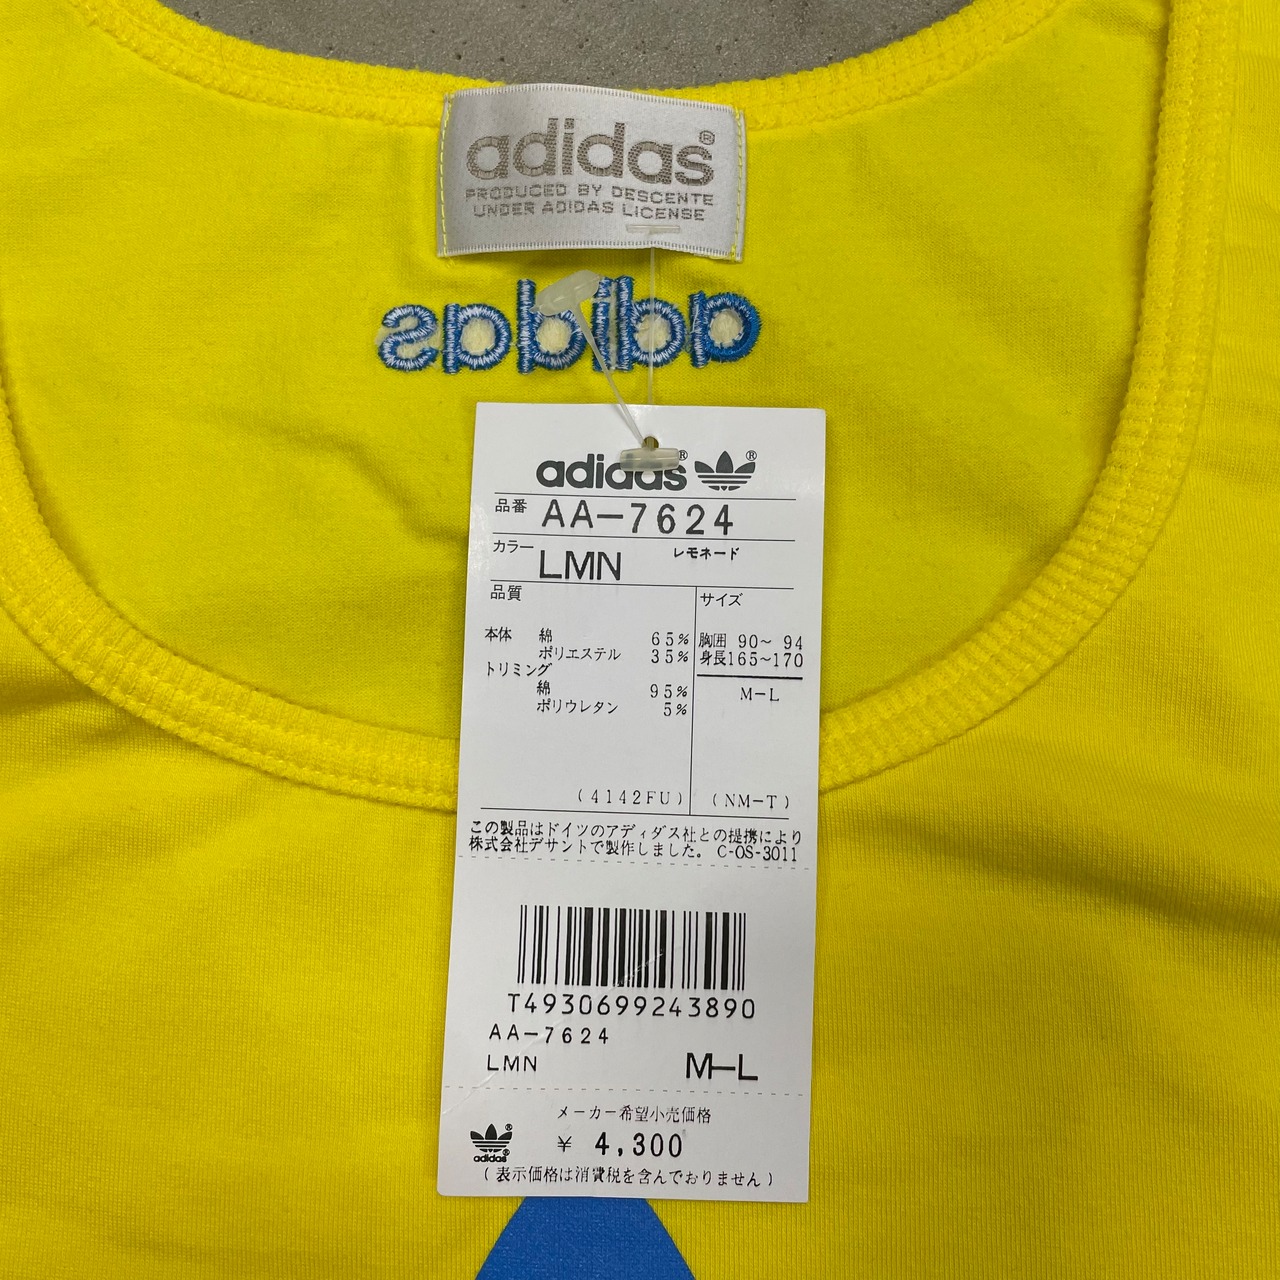 adidas®
PRODUCED BY DESCENTE
UNDER ADIDAS LICENSE
adidas
adidas® ®
品番 AA-7624
カラー LMN レモネード
品質 サイズ
本体 綿 65% 胸囲 90～94
ポリエステル 35% 身長165～170
トリミング
綿 95% M-L
ポリウレタン 5%
(4142FU) (NM-T)
この製品はドイツのアディダス社との提携により
株式会社デサントで製作しました。 C-OS-3011
T4930699243890
AA-7624
LMN M-L
メーカー希望小売価格
¥ 4,300
adidas®
(表示価格は消費税を含んでおりません)